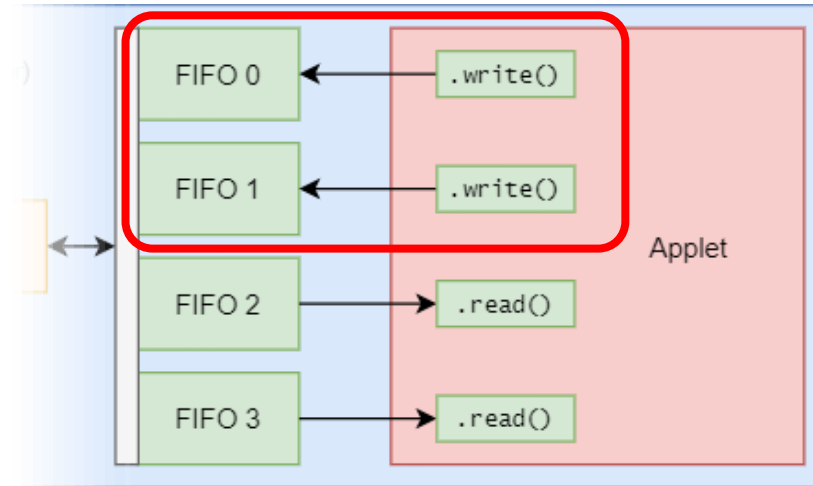 FIFO 0
.write()
FIFO 1
.write()
Applet
FIFO 2
.read()
FIFO 3
.read()